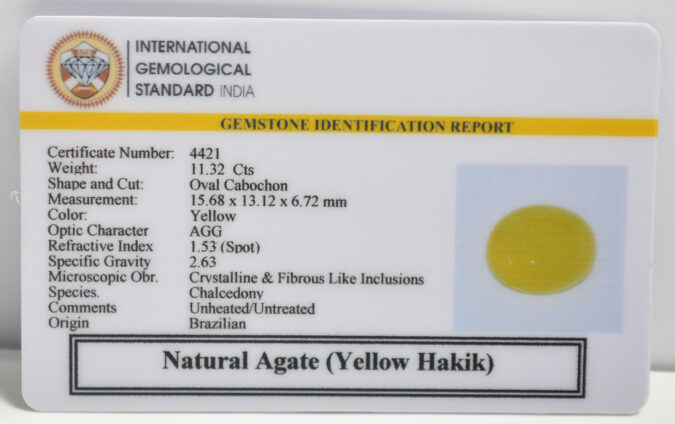 IGS
INTERNATIONAL
GEMOLOGICAL
STANDARD INDIA
GEMSTONE IDENTIFICATION REPORT
Certificate Number: 4421
Weight: 11.32 Cts
Shape and Cut: Oval Cabochon
Measurement: 15.68 x 13.12 x 6.72 mm
Color: Yellow
Optic Character AGG
Refractive Index 1.53 (Spot)
Specific Gravity 2.63
Microscopic Obr. Crystalline & Fibrous Like Inclusions
Species. Chalcedony
Comments Unheated/Untreated
Origin Brazilian
Natural Agate (Yellow Hakik)